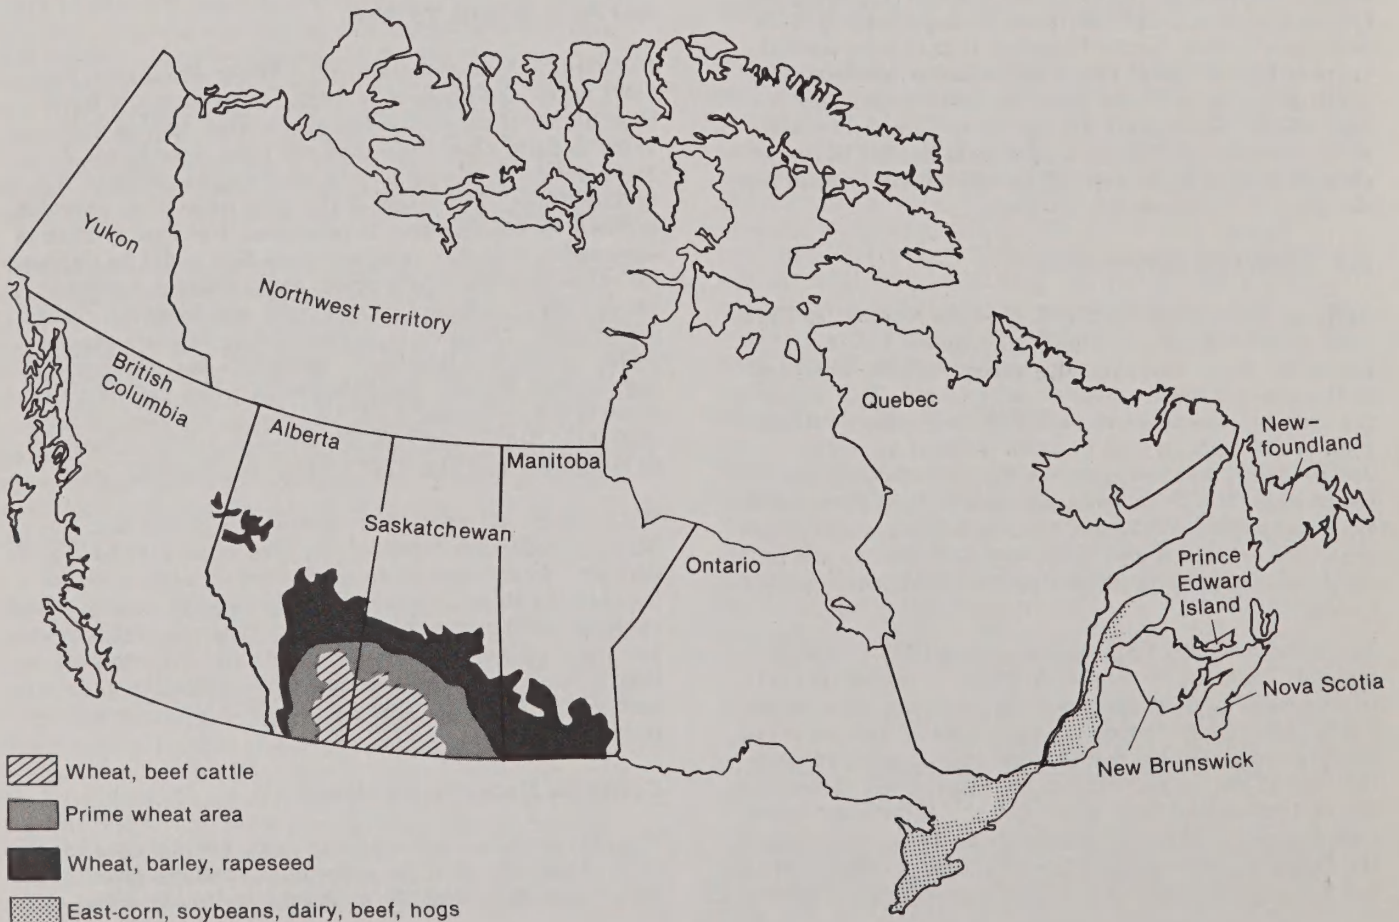 Yukon
Northwest Territory
British
Columbia
Alberta
Manitoba
Saskatchewan
Ontario
Quebec
New-
foundland
Prince
Edward
Island
Nova Scotia
New Brunswick
Wheat, beef cattle
Prime wheat area
Wheat, barley, rapeseed
East-corn, soybeans, dairy, beef, hogs